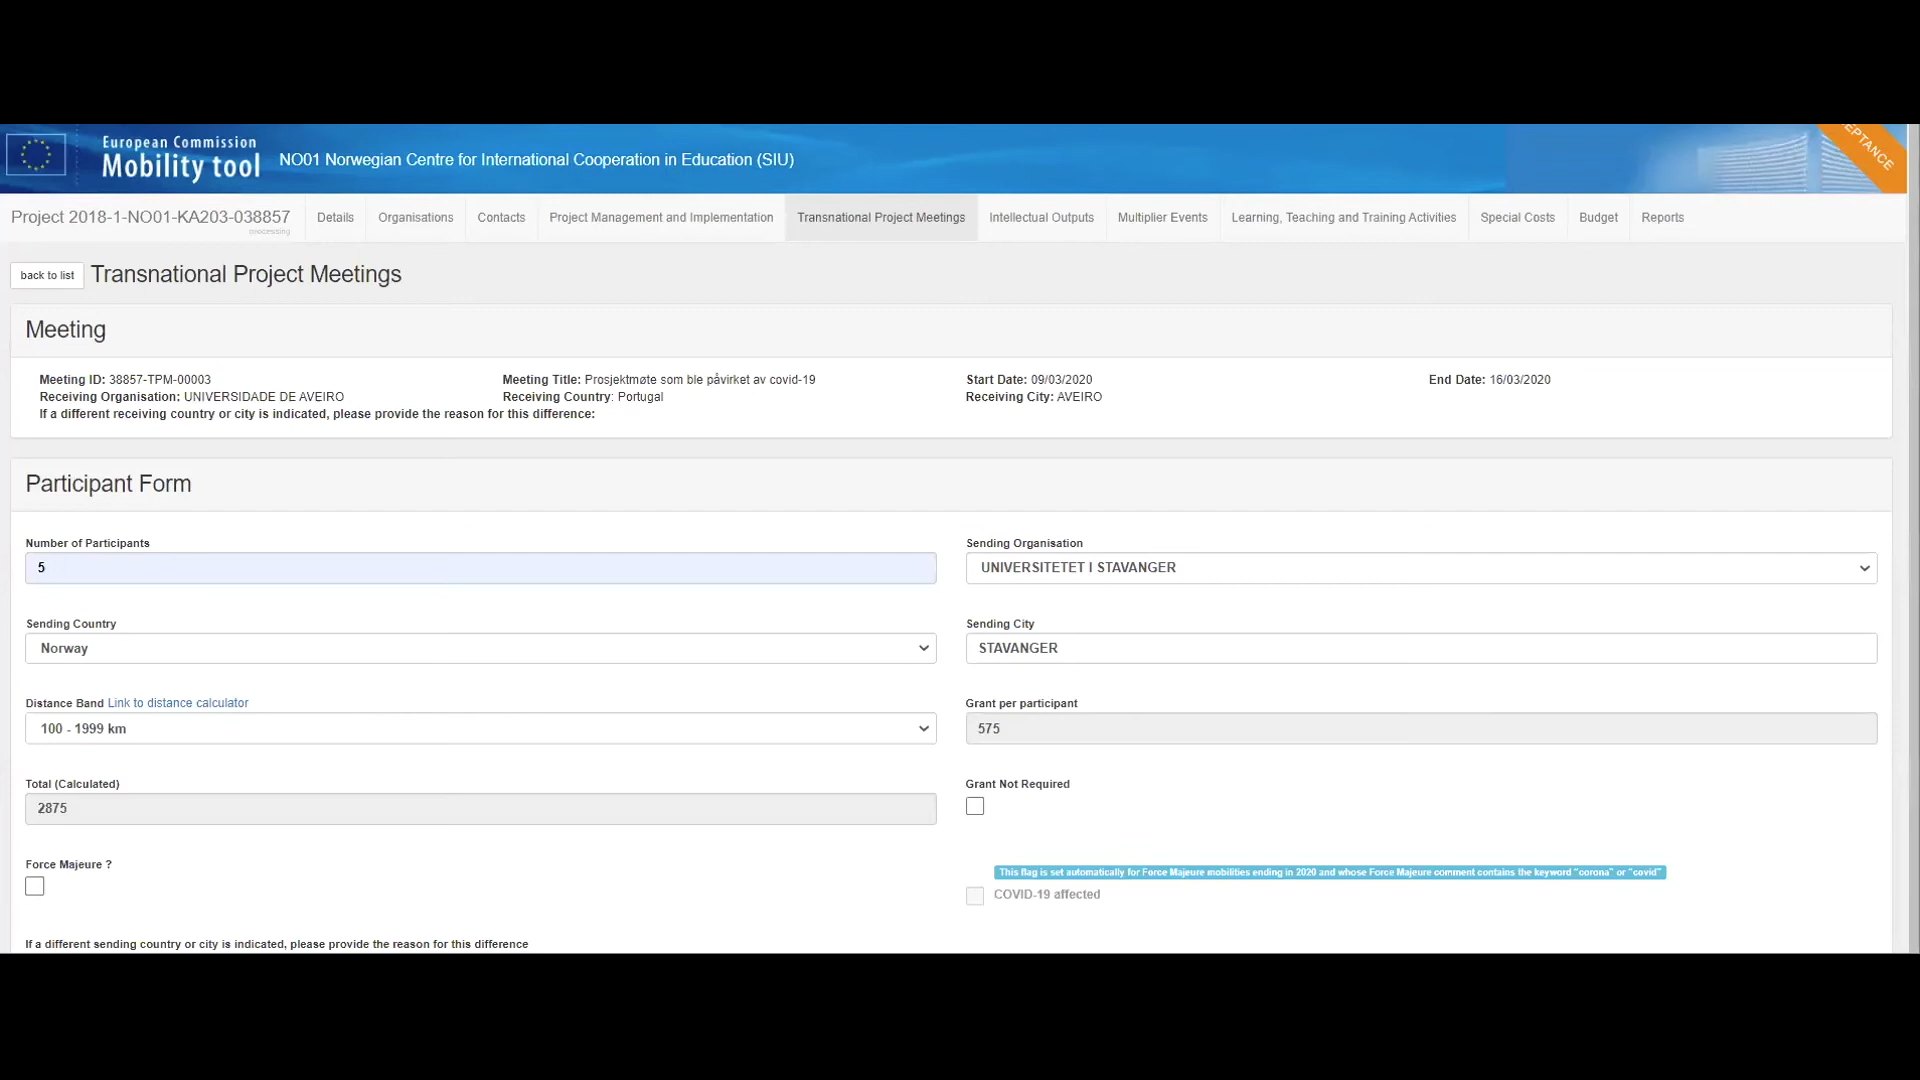 European Commission
Mobility tool
NO01 Norwegian Centre for International Cooperation in Education (SIU)
EPTANCE
Project 2018-1-NO01-KA203-038857
processing
Details
Organisations
Contacts
Project Management and Implementation
Transnational Project Meetings
Intellectual Outputs
Multiplier Events
Learning, Teaching and Training Activities
Special Costs
Budget
Reports
back to list
Transnational Project Meetings
Meeting
Meeting ID: 38857-TPM-00003
Meeting Title: Prosjektmøte som ble påvirket av covid-19
Start Date: 09/03/2020
End Date: 16/03/2020
Receiving Organisation: UNIVERSIDADE DE AVEIRO
Receiving Country: Portugal
Receiving City: AVEIRO
If a different receiving country or city is indicated, please provide the reason for this difference:
Participant Form
Number of Participants
5
Sending Organisation
UNIVERSITETET I STAVANGER
Sending Country
Norway
Sending City
STAVANGER
Distance Band Link to distance calculator
100 - 1999 km
Grant per participant
575
Total (Calculated)
2875
Grant Not Required
Force Majeure ?
This flag is set automatically for Force Majeure mobilities ending in 2020 and whose Force Majeure comment contains the keyword "corona" or "covid"
COVID-19 affected
If a different sending country or city is indicated, please provide the reason for this difference